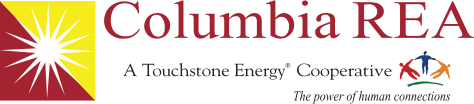 Columbia REA
A Touchstone Energy® Cooperative
The power of human connections